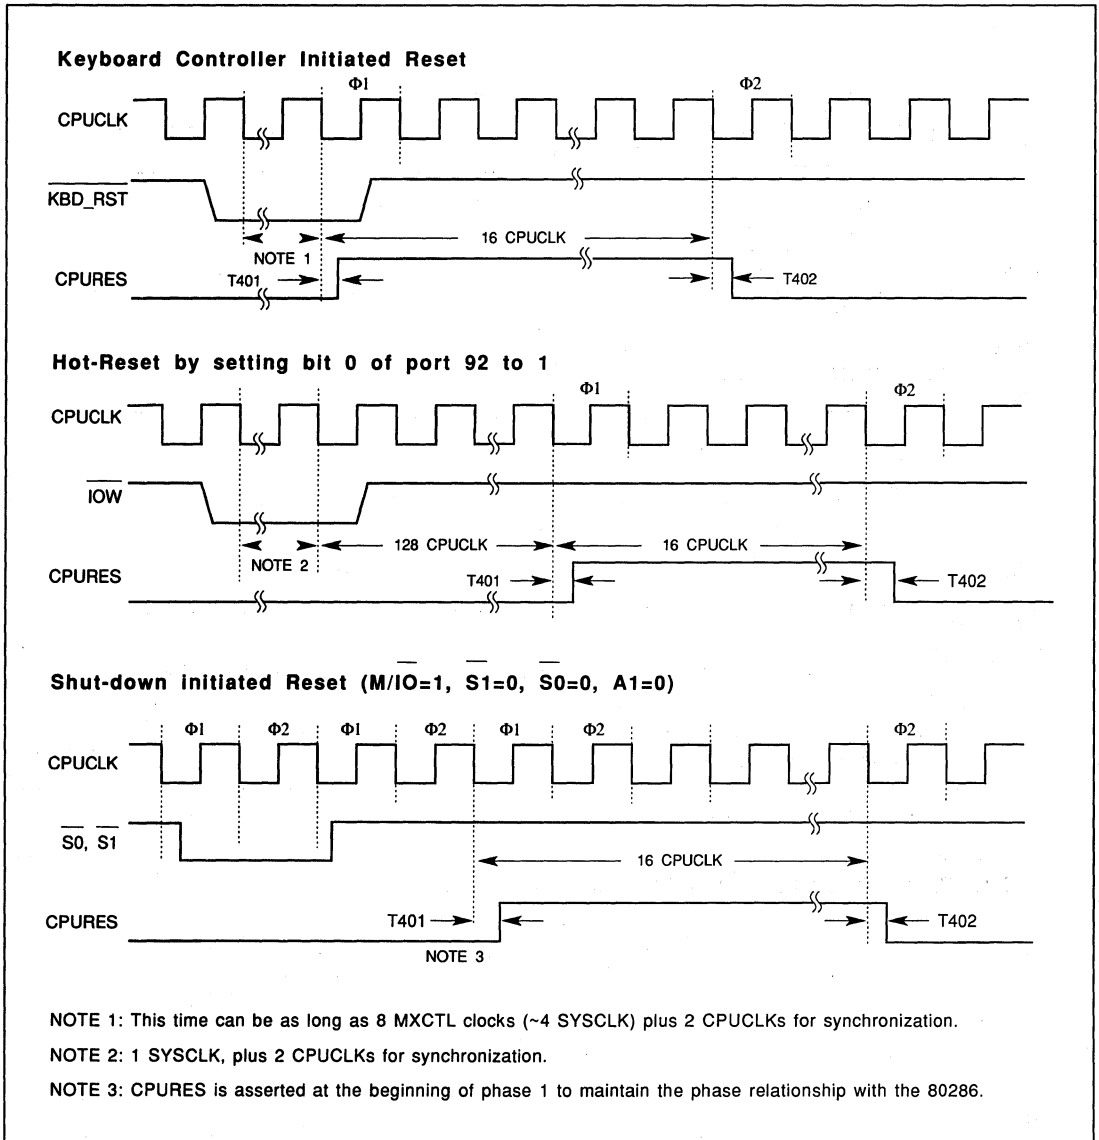 Keyboard Controller Initiated Reset
Φ1 Φ2
CPUCLK
KBD_RST
16 CPUCLK
NOTE 1
CPURES T401 T402
Hot-Reset by setting bit 0 of port 92 to 1
Φ1 Φ2
CPUCLK
IOW
128 CPUCLK 16 CPUCLK
NOTE 2
CPURES T401 T402
Shut-down initiated Reset (M/IO=1, S1=0, S0=0, A1=0)
Φ1 Φ2 Φ1 Φ2 Φ1 Φ2 Φ2
CPUCLK
S0, S1
16 CPUCLK
CPURES T401 T402
NOTE 3
NOTE 1: This time can be as long as 8 MXCTL clocks (~4 SYSCLK) plus 2 CPUCLKs for synchronization.
NOTE 2: 1 SYSCLK, plus 2 CPUCLKs for synchronization.
NOTE 3: CPURES is asserted at the beginning of phase 1 to maintain the phase relationship with the 80286.